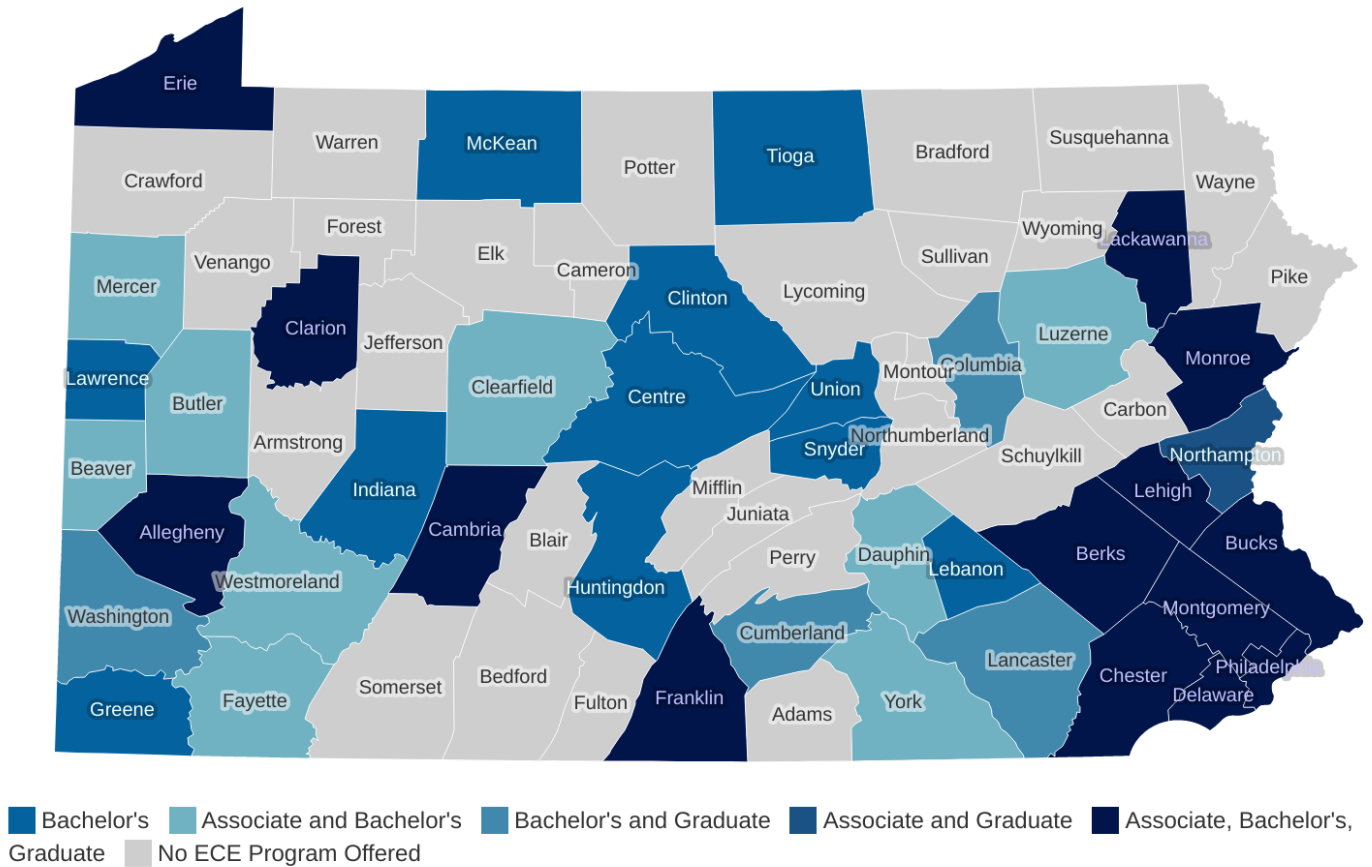 Erie
Warren
McKean
Potter
Tioga
Bradford
Susquehanna
Crawford
Wayne
Forest
Venango
Elk
Cameron
Wyoming
Lackawanna
Sullivan
Mercer
Clinton
Lycoming
Pike
Clarion
Jefferson
Luzerne
Monroe
Lawrence
Butler
Clearfield
Centre
Union
Montour
Columbia
Carbon
Armstrong
Snyder
Northumberland
Schuylkill
Northampton
Beaver
Indiana
Mifflin
Lehigh
Allegheny
Cambria
Blair
Juniata
Perry
Dauphin
Lebanon
Berks
Bucks
Westmoreland
Huntingdon
Washington
Cumberland
Montgomery
Lancaster
Philadelphia
Greene
Fayette
Somerset
Bedford
Fulton
Franklin
Adams
York
Chester
Delaware
Bachelor's Associate and Bachelor's Bachelor's and Graduate Associate and Graduate Associate, Bachelor's,
Graduate No ECE Program Offered